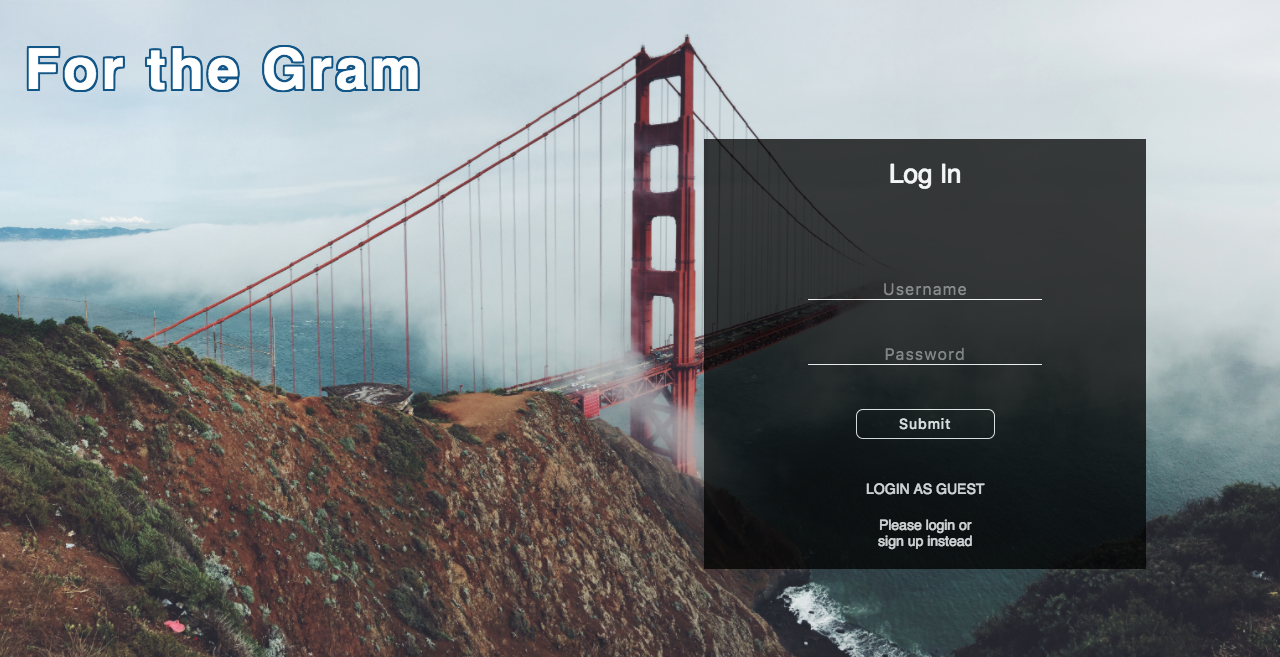 For the Gram
Log In
Username
Password
Submit
LOGIN AS GUEST
Please login or
sign up instead